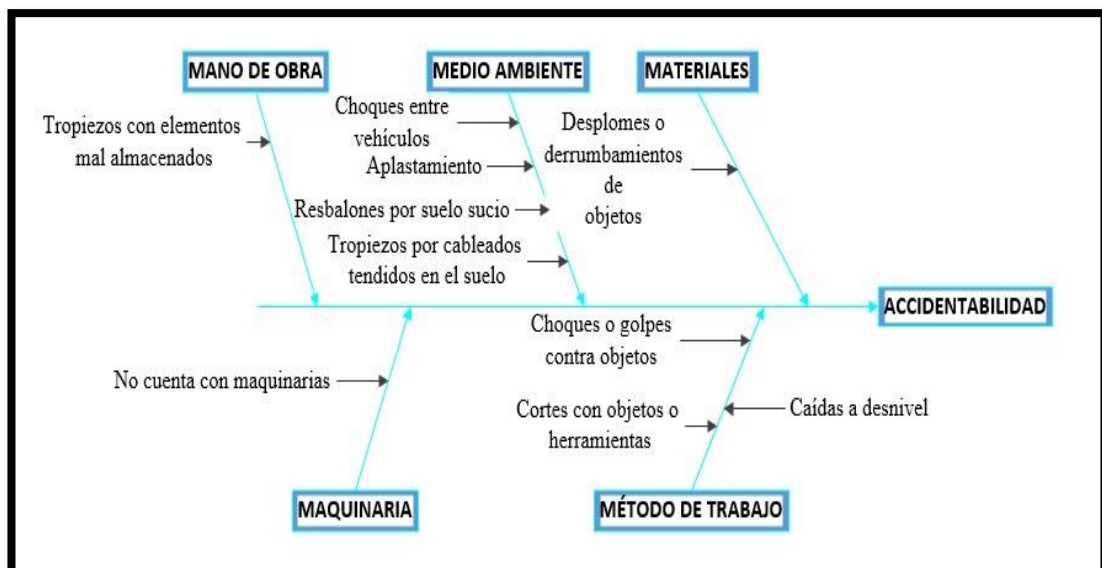 MANO DE OBRA
MEDIO AMBIENTE
MATERIALES
Tropiezos con elementos
mal almacenados
Choques entre
vehículos
Aplastamiento
Resbalones por suelo sucio
Tropiezos por cableados
tendidos en el suelo
Desplomes o
derrumbamientos
de
objetos
ACCIDENTABILIDAD
No cuenta con maquinarias
Choques o golpes
contra objetos
Cortes con objetos o
herramientas
Caídas a desnivel
MAQUINARIA
MÉTODO DE TRABAJO